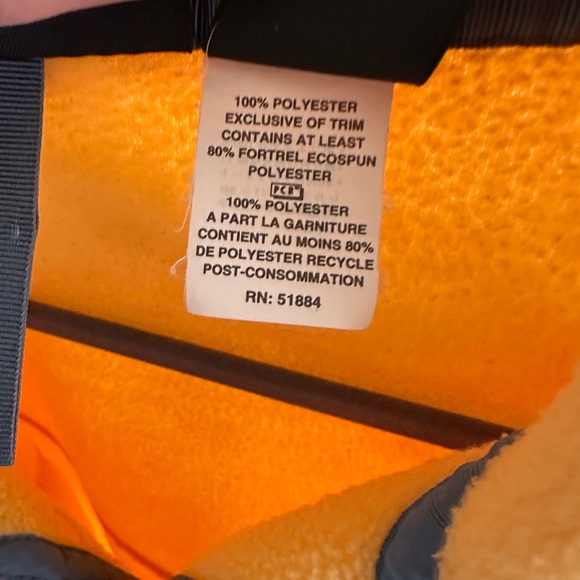 100% POLYESTER
EXCLUSIVE OF TRIM
CONTAINS AT LEAST
80% FORTREL ECOSPUN
POLYESTER
PCR
100% POLYESTER
A PART LA GARNITURE
CONTIENT AU MOINS 80%
DE POLYESTER RECYCLE
POST-CONSOMMATION
RN: 51884